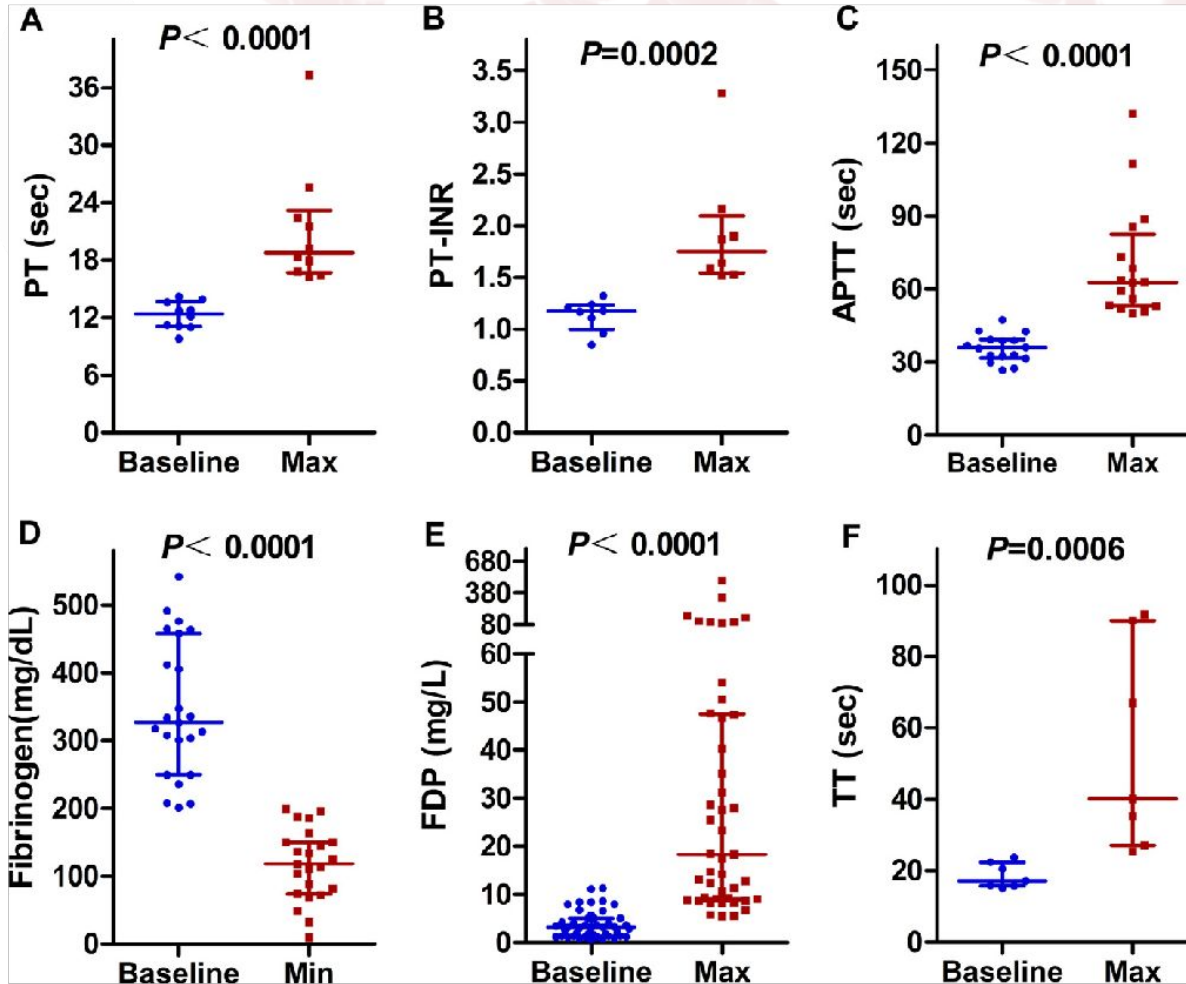 A
P< 0.0001
PT (sec)
36
30
24
18
12
6
0
Baseline Max
B
P=0.0002
PT-INR
3.5
3.0
2.5
2.0
1.5
1.0
0.5
0.0
Baseline Max
C
P< 0.0001
APTT (sec)
150
120
90
60
30
0
Baseline Max
D
P< 0.0001
Fibrinogen(mg/dL)
500
400
300
200
100
0
Baseline Min
E
P< 0.0001
FDP (mg/L)
680
380
80
60
50
40
30
20
10
0
Baseline Max
F
P=0.0006
TT (sec)
100
80
60
40
20
0
Baseline Max